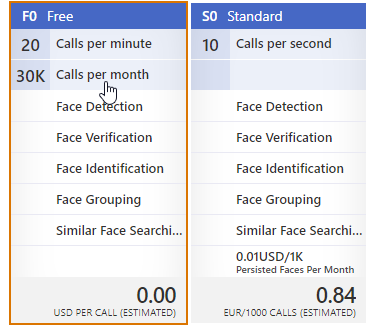 F0 Free
20 Calls per minute
30K Calls per month
Face Detection
Face Verification
Face Identification
Face Grouping
Similar Face Searchi...
0.00
USD PER CALL (ESTIMATED)
S0 Standard
10 Calls per second
Face Detection
Face Verification
Face Identification
Face Grouping
Similar Face Searchi...
0.01USD/1K
Persisted Faces Per Month
0.84
EUR/1000 CALLS (ESTIMATED)